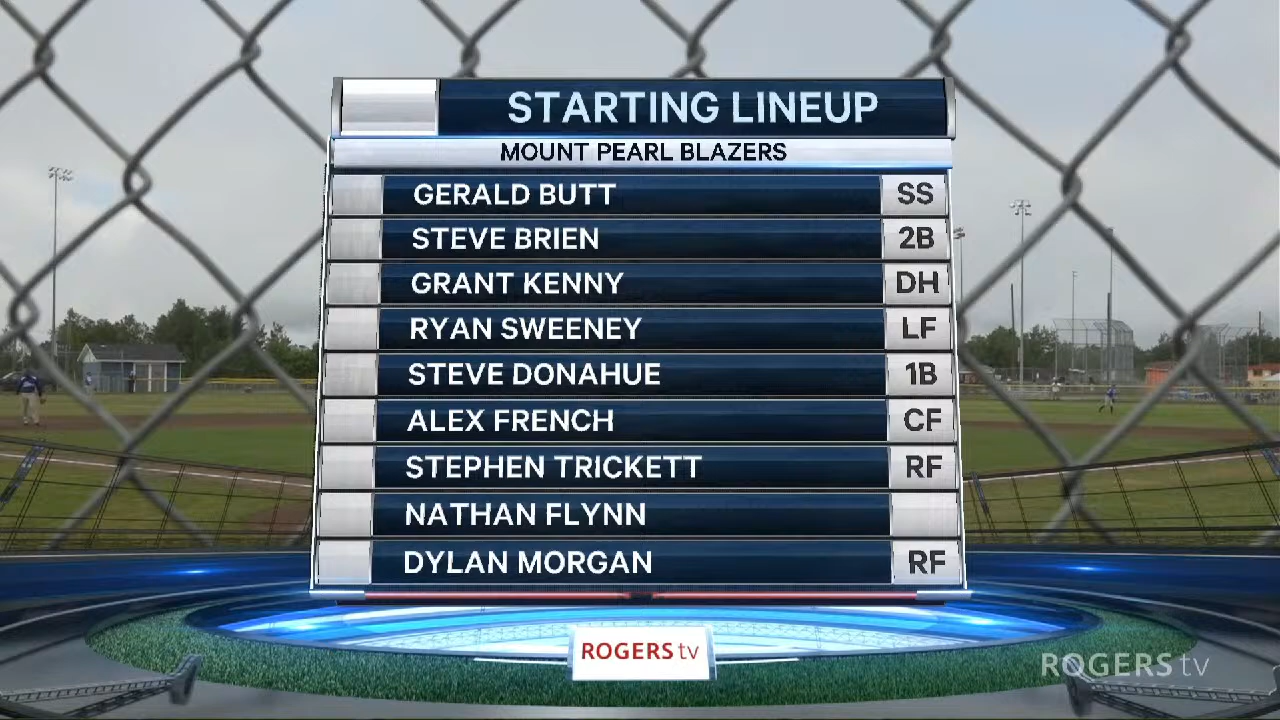 STARTING LINEUP
MOUNT PEARL BLAZERS
GERALD BUTT SS
STEVE BRIEN 2B
GRANT KENNY DH
RYAN SWEENEY LF
STEVE DONAHUE 1B
ALEX FRENCH CF
STEPHEN TRICKETT RF
NATHAN FLYNN
DYLAN MORGAN RF
ROGERS tv
ROGERS tv